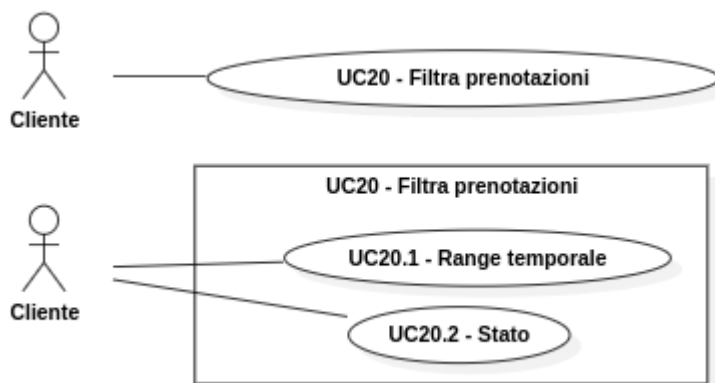 UC20 - Filtra prenotazioni
Cliente
UC20 - Filtra prenotazioni
UC20.1 - Range temporale
Cliente
UC20.2 - Stato